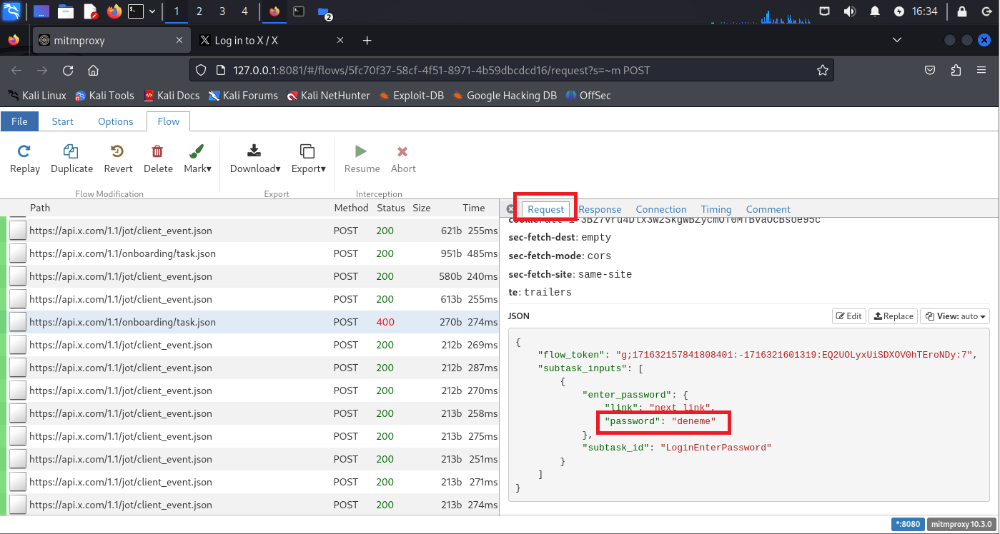 1 2 3 4 2 16:34
mitmproxy Log in to X / X
127.0.0.1:8081/#/flows/5fc70f37-58cf-4f51-8971-4b59dbcdcd16/request?s=~m POST
Kali Linux Kali Tools Kali Docs Kali Forums Kali NetHunter Exploit-DB Google Hacking DB OffSec
File Start Options Flow
Replay Duplicate Revert Delete Mark▾ Download▾ Export▾ Resume Abort
Flow Modification Export Interception
Path Method Status Size Time
https://api.x.com/1.1/jot/client_event.json POST 200 621b 255ms
https://api.x.com/1.1/onboarding/task.json POST 200 951b 485ms
https://api.x.com/1.1/jot/client_event.json POST 200 580b 240ms
https://api.x.com/1.1/jot/client_event.json POST 200 613b 255ms
https://api.x.com/1.1/onboarding/task.json POST 400 270b 274ms
https://api.x.com/1.1/jot/client_event.json POST 200 212b 269ms
https://api.x.com/1.1/jot/client_event.json POST 200 212b 287ms
https://api.x.com/1.1/jot/client_event.json POST 200 212b 270ms
https://api.x.com/1.1/jot/client_event.json POST 200 213b 258ms
https://api.x.com/1.1/jot/client_event.json POST 200 213b 275ms
https://api.x.com/1.1/jot/client_event.json POST 200 213b 251ms
https://api.x.com/1.1/jot/client_event.json POST 200 213b 271ms
https://api.x.com/1.1/jot/client_event.json POST 200 213b 274ms
Request Response Connection Timing Comment
sec-fetch-dest: empty
sec-fetch-mode: cors
sec-fetch-site: same-site
te: trailers
JSON Edit Replace View: auto
{
"flow_token": "g;171632157841808401:-1716321601319:EQ2UOLyxUiSDXOV0hTEroNDy:7",
"subtask_inputs": [
{
"enter_password": {
"link": "next_link",
"password": "deneme"
},
"subtask_id": "LoginEnterPassword"
}
]
}
*:8080 mitmproxy 10.3.0